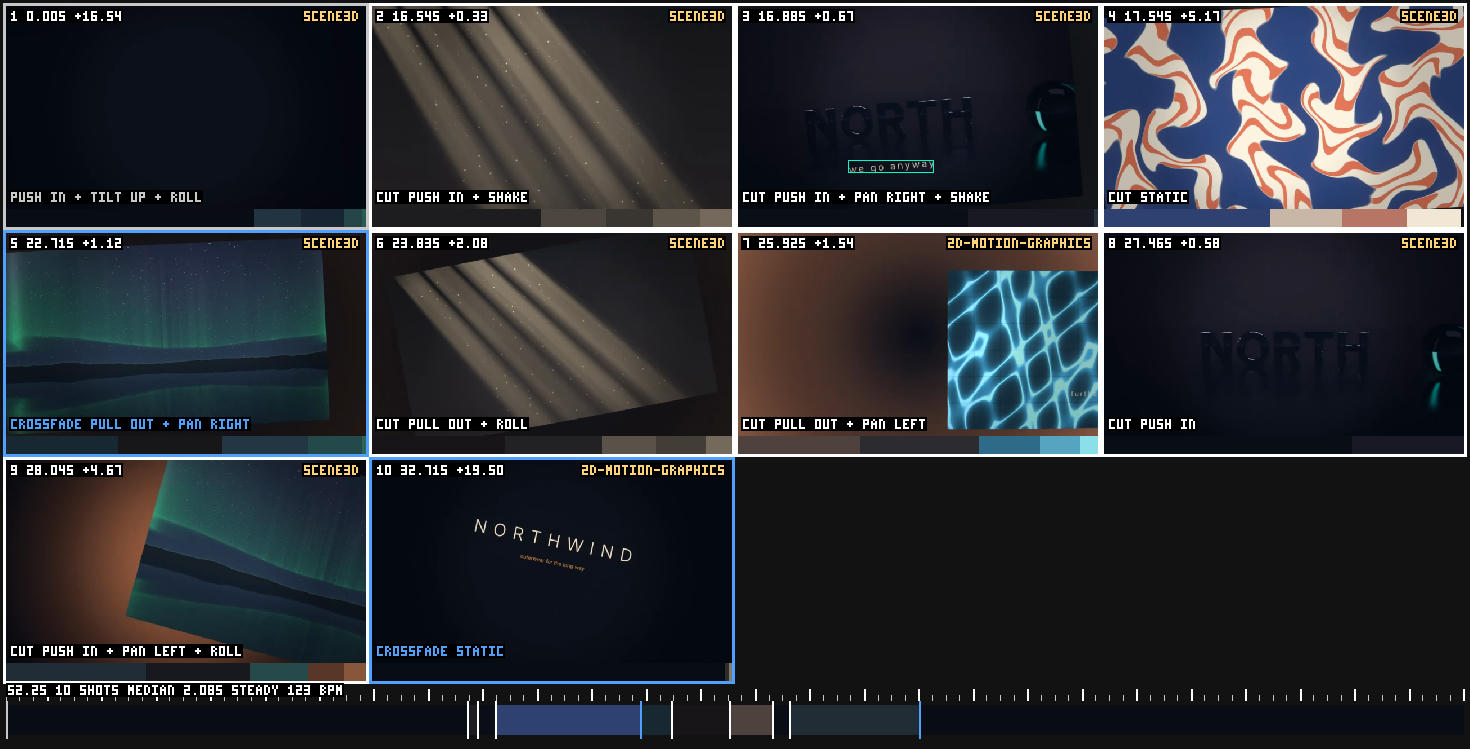 1 0.00S +16.54 SCENE3D
PUSH IN + TILT UP + ROLL
2 16.54S +0.33 SCENE3D
CUT PUSH IN + SHAKE
3 16.88S +0.67 SCENE3D
NORTH
we go anyway
CUT PUSH IN + PAN RIGHT + SHAKE
4 17.54S +5.17 SCENE3D
CUT STATIC
5 22.71S +1.12 SCENE3D
CROSSFADE PULL OUT + PAN RIGHT
6 23.83S +2.08 SCENE3D
CUT PULL OUT + ROLL
7 25.92S +1.54 2D-MOTION-GRAPHICS
CUT PULL OUT + PAN LEFT
8 27.46S +0.58 SCENE3D
NORTH
CUT PUSH IN
9 28.04S +4.67 SCENE3D
CUT PUSH IN + PAN LEFT + ROLL
10 32.71S +19.50 2D-MOTION-GRAPHICS
NORTHWIND
outerwear for the long way
CROSSFADE STATIC
52.2S 10 SHOTS MEDIAN 2.08S STEADY 123 BPM